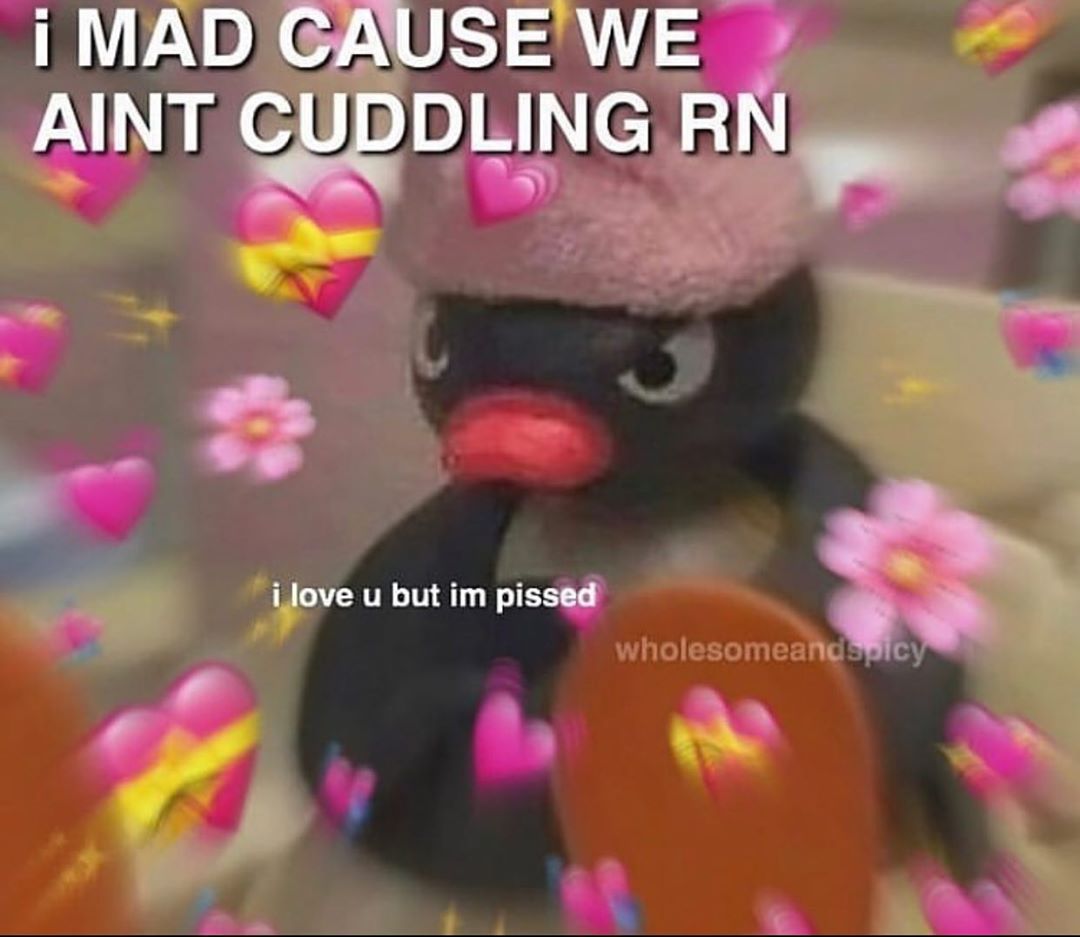 i MAD CAUSE WE
AINT CUDDLING RN
i love u but im pissed
wholesomeandspicy